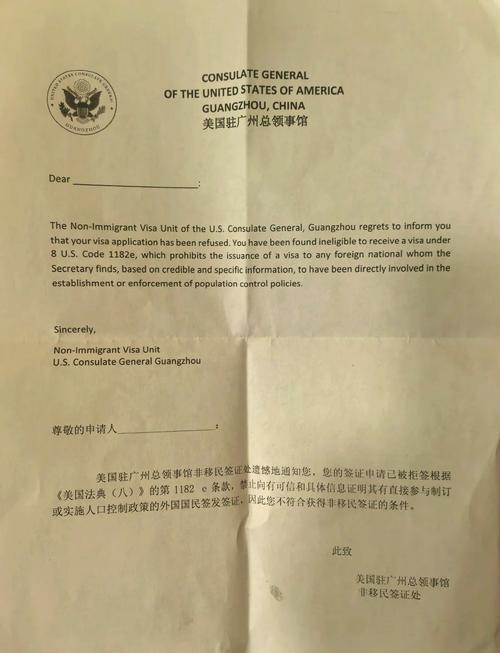 UNITED STATES CONSULATE GENERAL
GUANGZHOU
CONSULATE GENERAL
OF THE UNITED STATES OF AMERICA
GUANGZHOU, CHINA
美国驻广州总领事馆
Dear ____________________:
The Non-Immigrant Visa Unit of the U.S. Consulate General, Guangzhou regrets to inform you
that your visa application has been refused. You have been found ineligible to receive a visa under
8 U.S. Code 1182e, which prohibits the issuance of a visa to any foreign national whom the
Secretary finds, based on credible and specific information, to have been directly involved in the
establishment or enforcement of population control policies.
Sincerely,
Non-Immigrant Visa Unit
U.S. Consulate General Guangzhou
尊敬的申请人_______________:
美国驻广州总领事馆非移民签证处遗憾地通知您，您的签证申请已被拒签根据
《美国法典（八）》的第1182 e条款，禁止向有可信和具体信息证明其有直接参与制订
或实施人口控制政策的外国国民签发签证，因此您不符合获得非移民签证的条件。
此致
美国驻广州总领事馆
非移民签证处